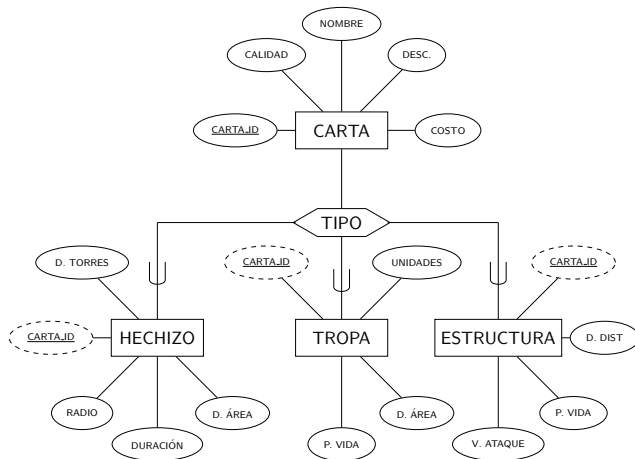 NOMBRE
CALIDAD
DESC.
CARTA_ID
CARTA
COSTO
TIPO
D. TORRES
CARTA_ID
UNIDADES
CARTA_ID
CARTA_ID
HECHIZO
TROPA
ESTRUCTURA
D. DIST
RADIO
D. ÁREA
D. ÁREA
P. VIDA
DURACIÓN
P. VIDA
V. ATAQUE